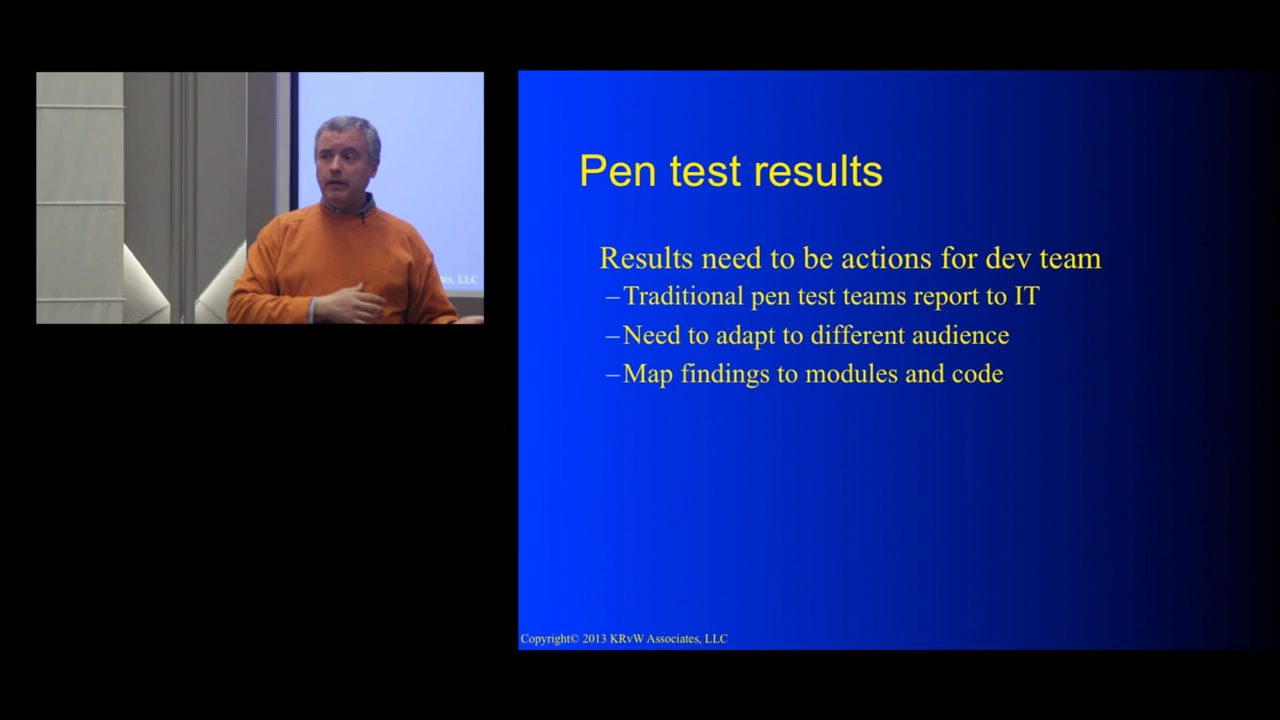 Pen test results
Results need to be actions for dev team
–Traditional pen test teams report to IT
–Need to adapt to different audience
–Map findings to modules and code
Copyright© 2013 KRvW Associates, LLC
LLC